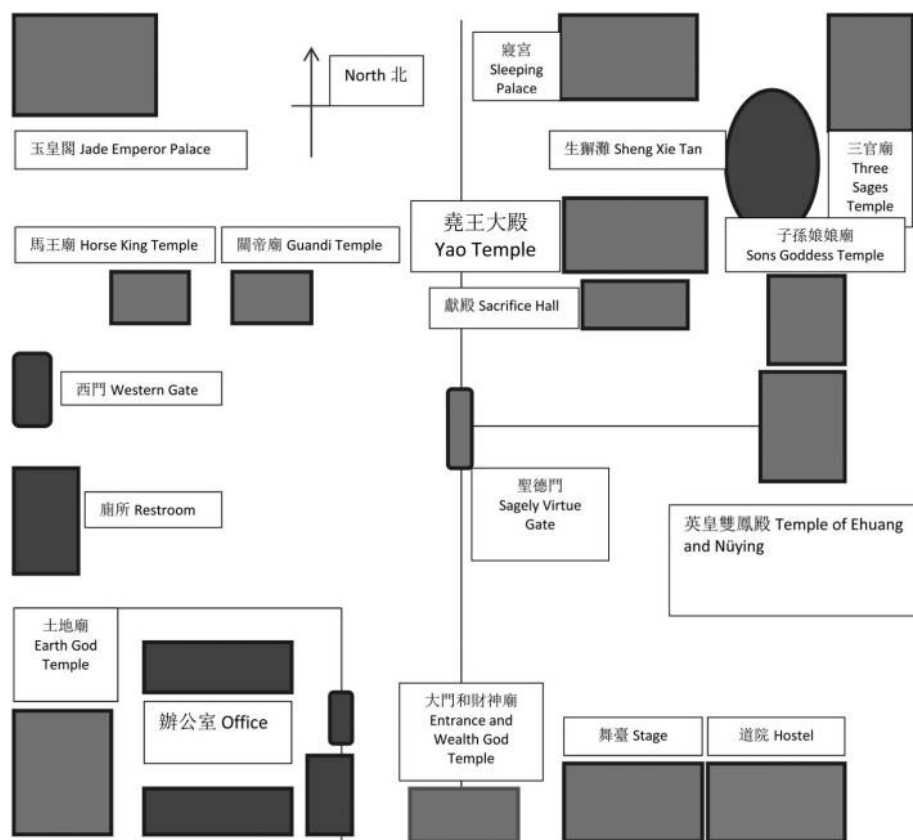 North 北
寢宮
Sleeping
Palace
玉皇閣 Jade Emperor Palace
生獬灘 Sheng Xie Tan
三官廟
Three
Sages
Temple
堯王大殿
Yao Temple
馬王廟 Horse King Temple
關帝廟 Guandi Temple
子孫娘娘廟
Sons Goddess Temple
獻殿 Sacrifice Hall
西門 Western Gate
聖德門
Sagely Virtue
Gate
廁所 Restroom
英皇雙鳳殿 Temple of Ehuang
and Nüying
土地廟
Earth God
Temple
辦公室 Office
大門和財神廟
Entrance and
Wealth God
Temple
舞臺 Stage
道院 Hostel